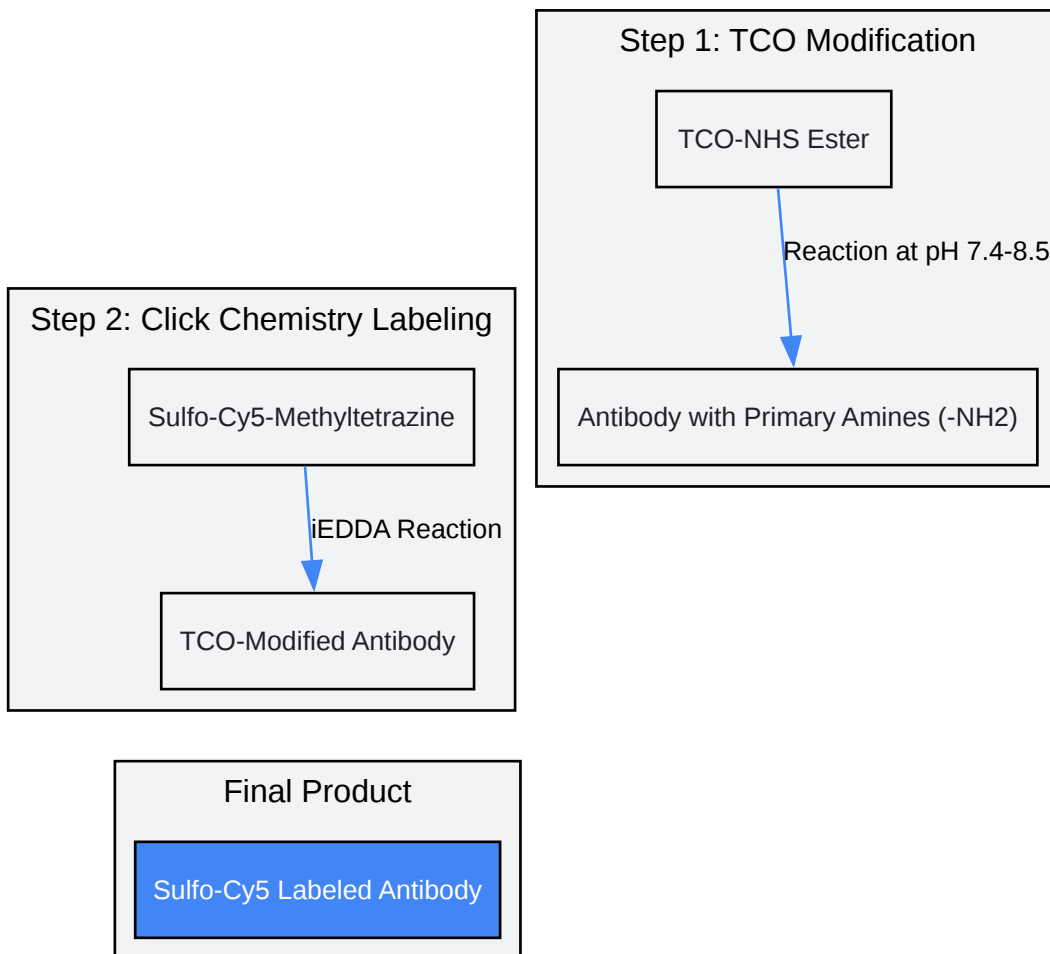 Step 1: TCO Modification
TCO-NHS Ester
Reaction at pH 7.4-8.5
Antibody with Primary Amines (-NH2)
Step 2: Click Chemistry Labeling
Sulfo-Cy5-Methyltetrazine
iEDDA Reaction
TCO-Modified Antibody
Final Product
Sulfo-Cy5 Labeled Antibody